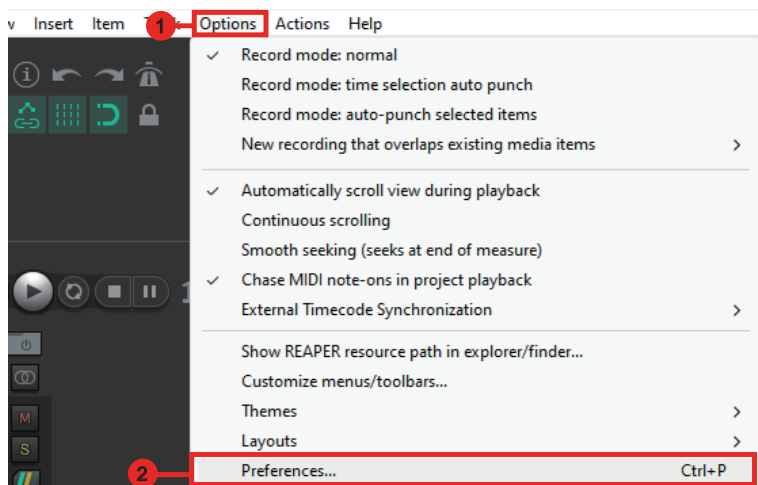 w Insert Item T k Options Actions Help
1
Record mode: normal
Record mode: time selection auto punch
Record mode: auto-punch selected items
New recording that overlaps existing media items
Automatically scroll view during playback
Continuous scrolling
Smooth seeking (seeks at end of measure)
Chase MIDI note-ons in project playback
External Timecode Synchronization
1
Show REAPER resource path in explorer/finder...
Customize menus/toolbars...
Themes
M
Layouts
S
2
Preferences... Ctrl+P